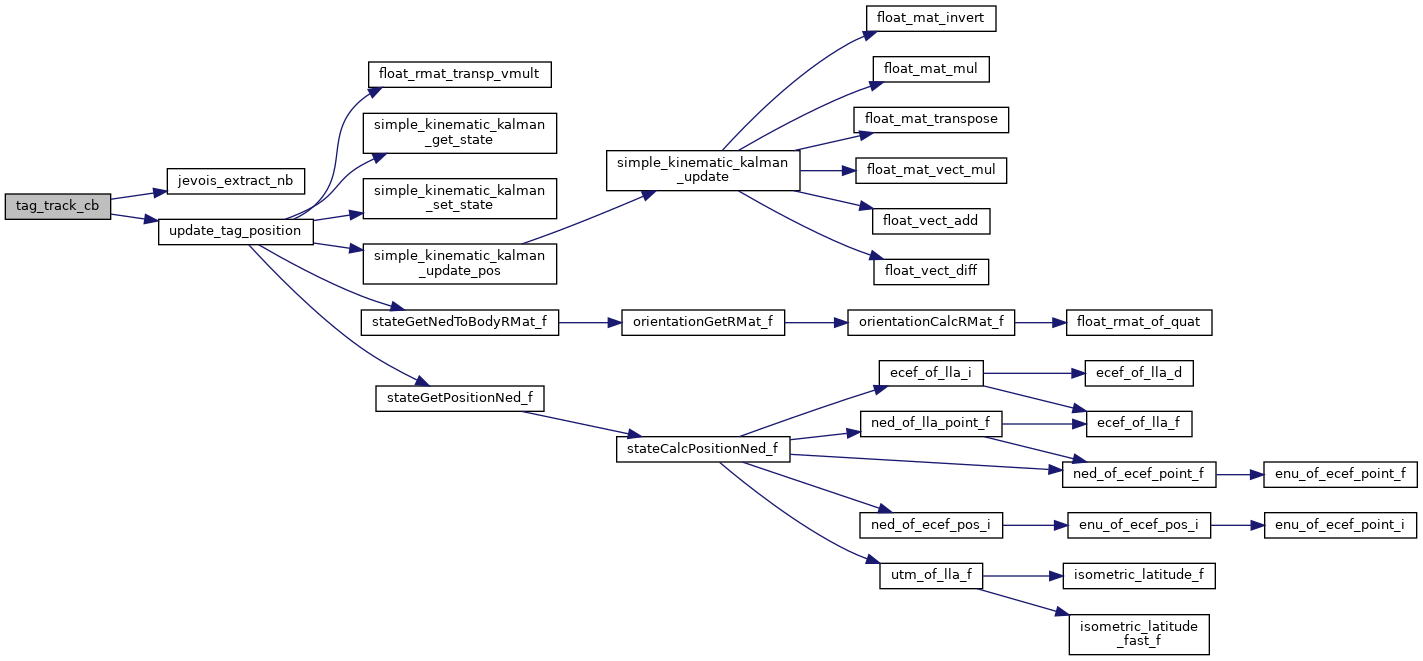 tag_track_cb
jevois_extract_nb
update_tag_position
float_rmat_transp_vmult
simple_kinematic_kalman
_get_state
simple_kinematic_kalman
_set_state
simple_kinematic_kalman
_update_pos
stateGetNedToBodyRMat_f
stateGetPositionNed_f
simple_kinematic_kalman
_update
orientationGetRMat_f
stateCalcPositionNed_f
float_mat_invert
float_mat_mul
float_mat_transpose
float_mat_vect_mul
float_vect_add
float_vect_diff
orientationCalcRMat_f
ecef_of_lla_i
ned_of_lla_point_f
ned_of_ecef_pos_i
utm_of_lla_f
float_rmat_of_quat
ecef_of_lla_d
ecef_of_lla_f
ned_of_ecef_point_f
enu_of_ecef_pos_i
isometric_latitude_f
isometric_latitude
_fast_f
enu_of_ecef_point_f
enu_of_ecef_point_i